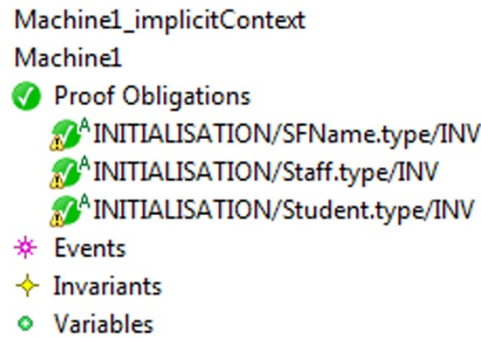 Machine1_implicitContext
Machine1
Proof Obligations
A INITIALISATION/SFName.type/INV
A INITIALISATION/Staff.type/INV
A INITIALISATION/Student.type/INV
Events
Invariants
Variables